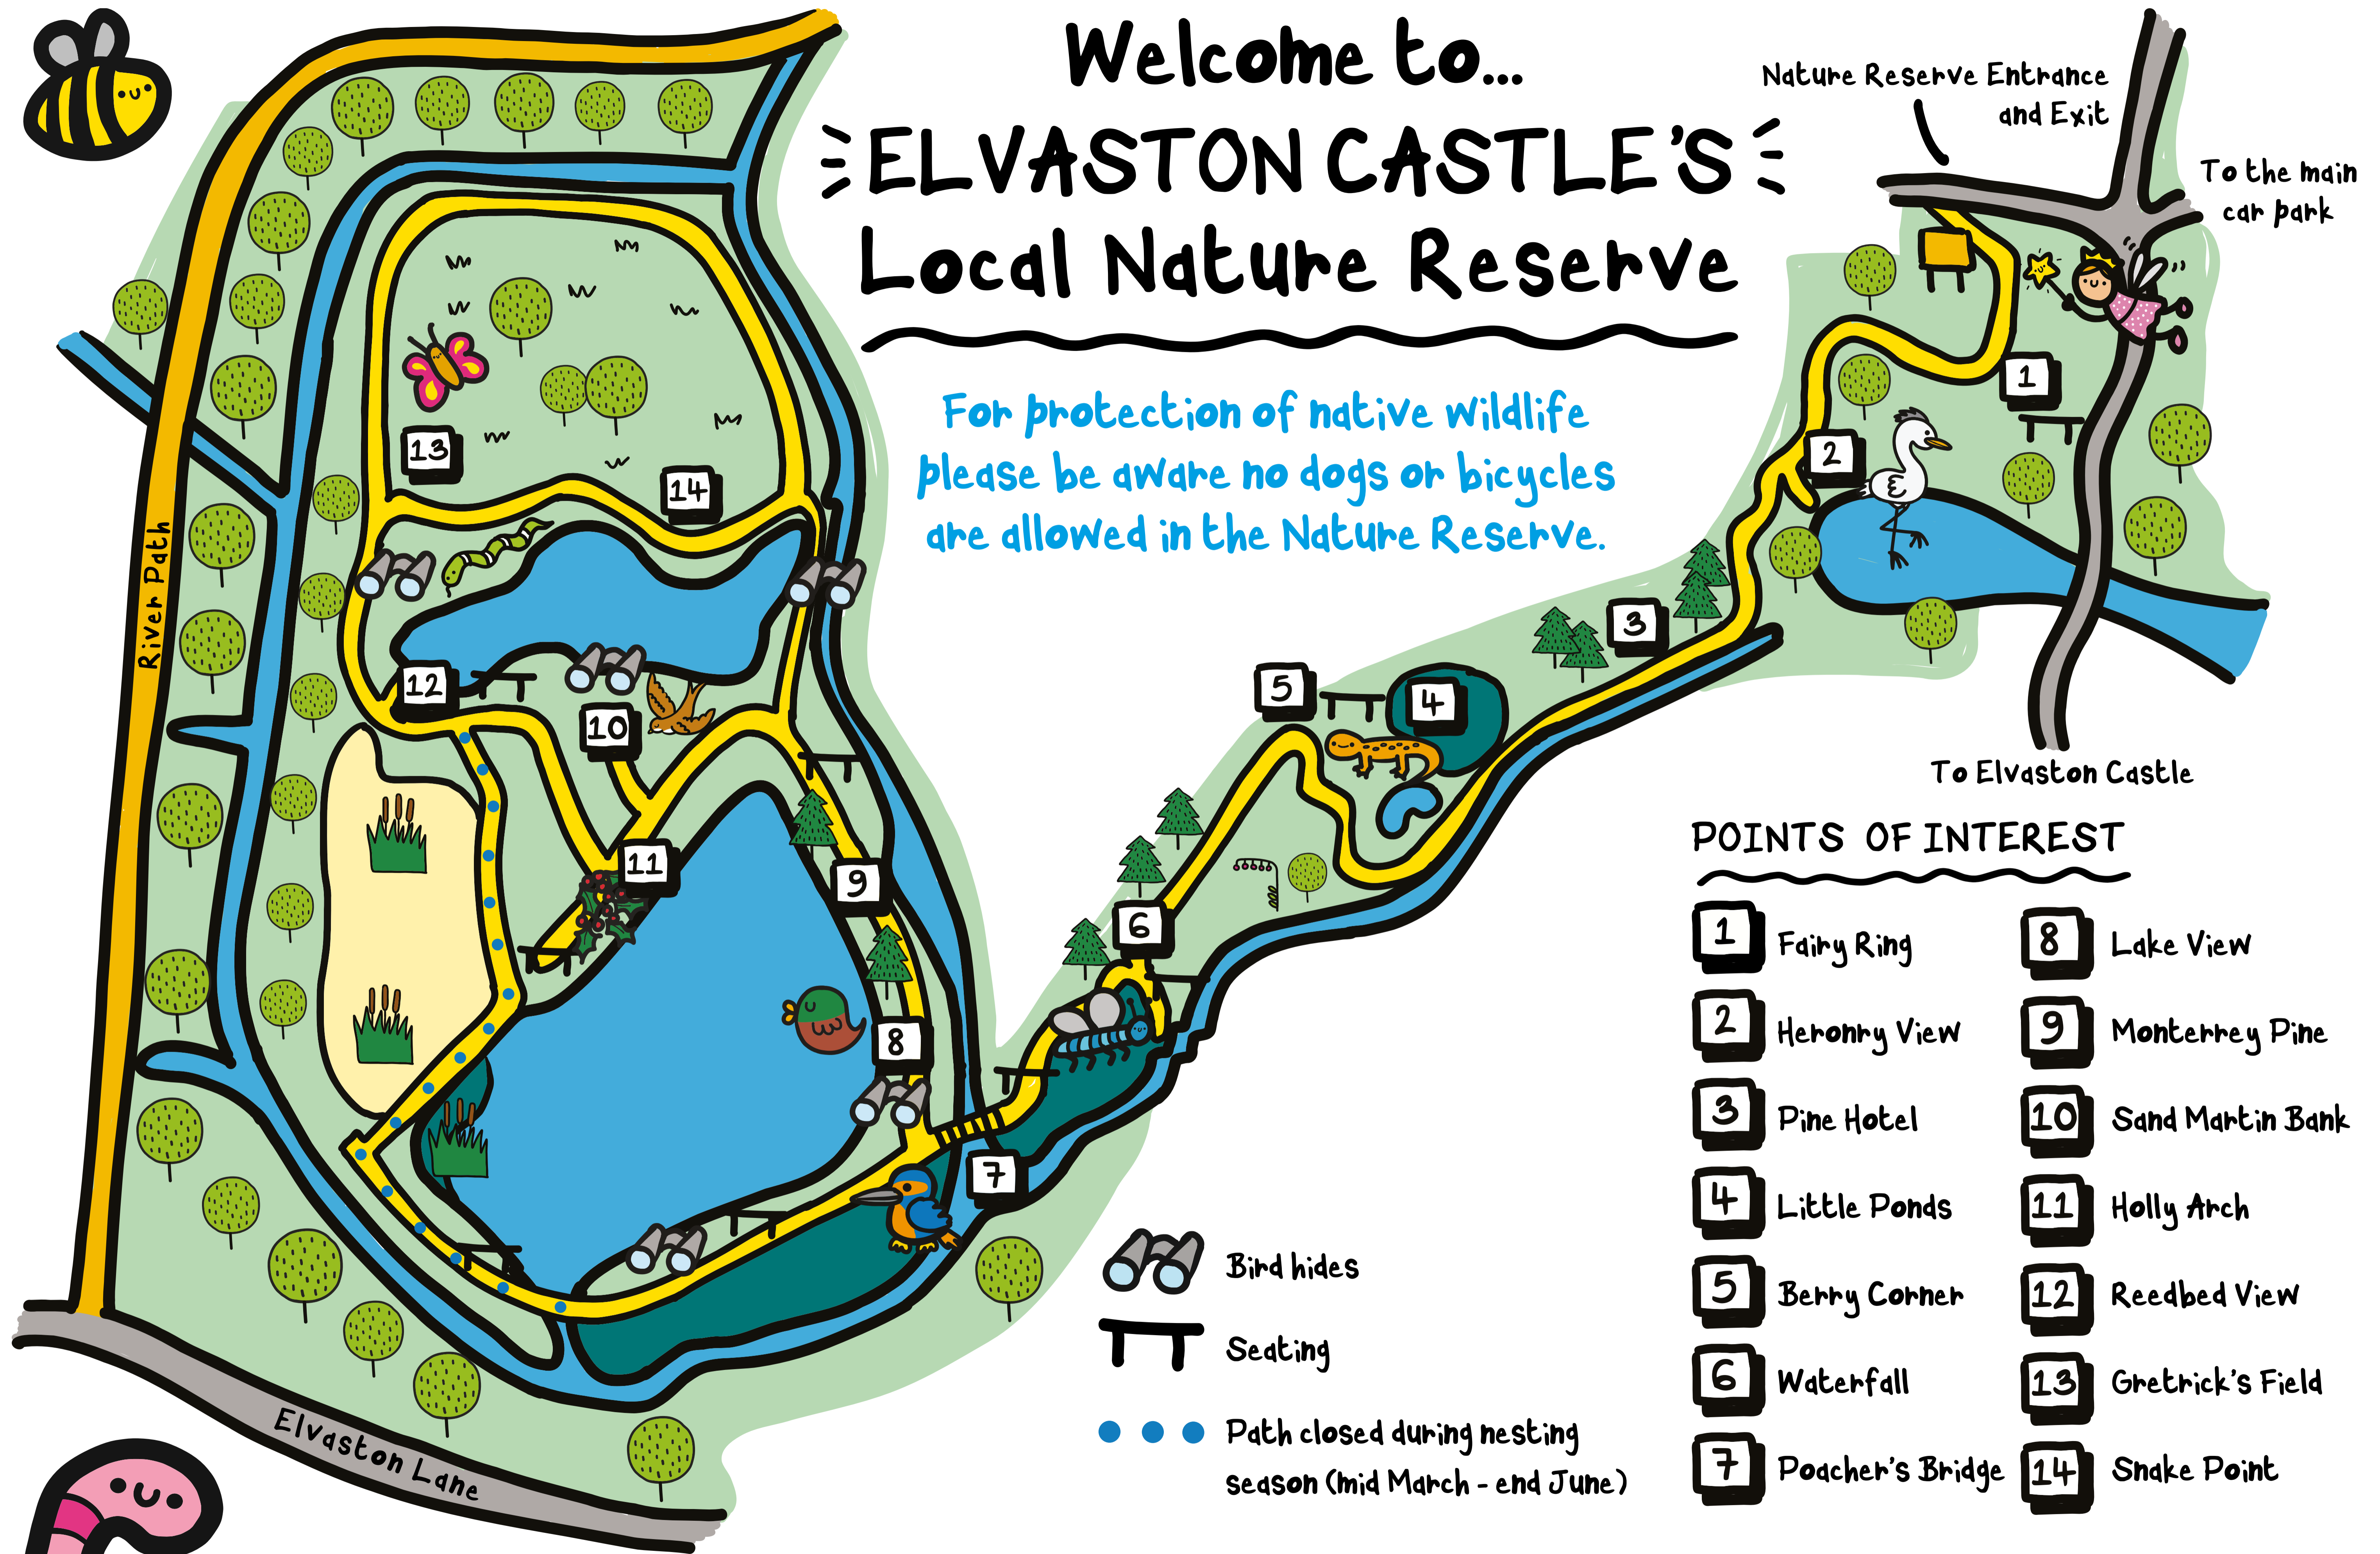 Welcome to...
ELVASTON CASTLE'S
Local Nature Reserve
For protection of native wildlife
please be aware no dogs or bicycles
are allowed in the Nature Reserve.
Nature Reserve Entrance
and Exit
To the main
car park
To Elvaston Castle
River Path
Elvaston Lane
1
2
3
4
5
6
7
8
9
10
11
12
13
14
Bird hides
Seating
Path closed during nesting
season (mid March - end June)
POINTS OF INTEREST
1 Fairy Ring
2 Heronry View
3 Pine Hotel
4 Little Ponds
5 Berry Corner
6 Waterfall
7 Poacher's Bridge
8 Lake View
9 Monterrey Pine
10 Sand Martin Bank
11 Holly Arch
12 Reedbed View
13 Gretrick's Field
14 Snake Point